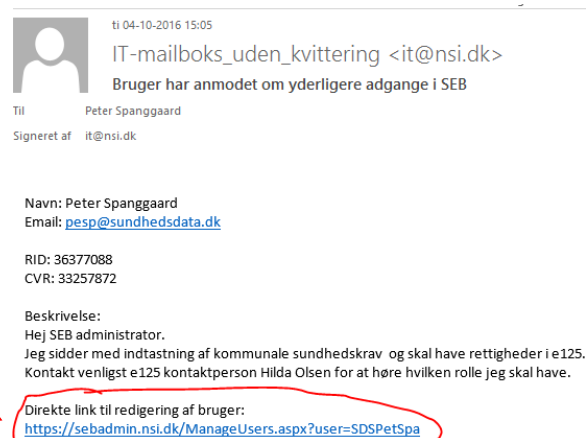 ti 04-10-2016 15:05
IT-mailboks_uden_kvittering <it@nsi.dk>
Bruger har anmodet om yderligere adgange i SEB
Til Peter Spanggaard
Signeret af it@nsi.dk
Navn: Peter Spanggaard
Email: pesp@sundhedsdata.dk
RID: 36377088
CVR: 33257872
Beskrivelse:
Hej SEB administrator.
Jeg sidder med indtastning af kommunale sundhedskrav og skal have rettigheder i e125.
Kontakt venligst e125 kontaktperson Hilda Olsen for at høre hvilken rolle jeg skal have.
Direkte link til redigering af bruger:
https://sebadmin.nsi.dk/ManageUsers.aspx?user=SDSPetSpa